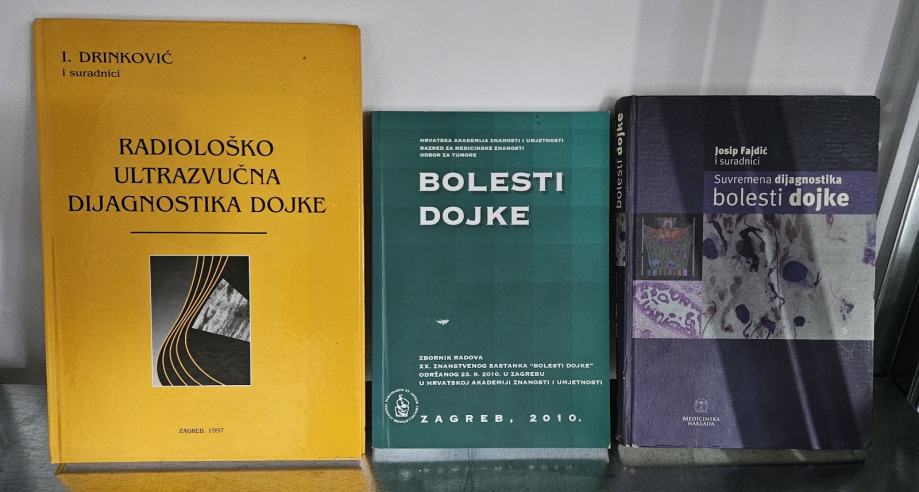 I. DRINKOVIĆ
i suradnici
RADIOLOŠKO
ULTRAZVUČNA
DIJAGNOSTIKA DOJKE
ZAGREB, 1997.
HRVATSKA AKADEMIJA ZNANOSTI I UMJETNOSTI
RAZRED ZA MEDICINSKE ZNANOSTI
ODBOR ZA TUMORE
BOLESTI
DOJKE
ZBORNIK RADOVA
XX. ZNANSTVENOG SASTANKA "BOLESTI DOJKE"
ODRŽANOG 23. 9. 2010. U ZAGREBU
U HRVATSKOJ AKADEMIJI ZNANOSTI I UMJETNOSTI
ZAGREB, 2010.
bolesti dojke
Josip Fajdić
i suradnici
Suvremena dijagnostika
bolesti dojke
MEDICINSKA
NAKLADA